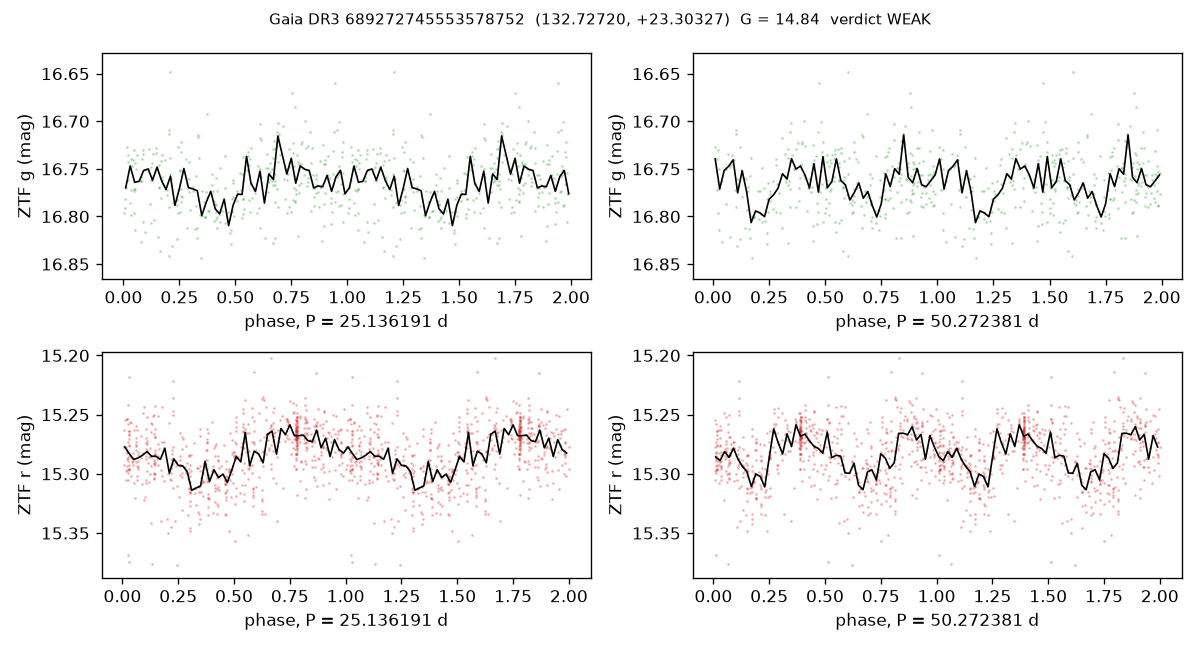 Gaia DR3 689272745553578752  (132.72720, +23.30327)  G = 14.84  verdict WEAK
ZTF g (mag)
16.65
16.70
16.75
16.80
16.85
0.00 0.25 0.50 0.75 1.00 1.25 1.50 1.75 2.00
phase, P = 25.136191 d
ZTF g (mag)
16.65
16.70
16.75
16.80
16.85
0.00 0.25 0.50 0.75 1.00 1.25 1.50 1.75 2.00
phase, P = 50.272381 d
ZTF r (mag)
15.20
15.25
15.30
15.35
0.00 0.25 0.50 0.75 1.00 1.25 1.50 1.75 2.00
phase, P = 25.136191 d
ZTF r (mag)
15.20
15.25
15.30
15.35
0.00 0.25 0.50 0.75 1.00 1.25 1.50 1.75 2.00
phase, P = 50.272381 d